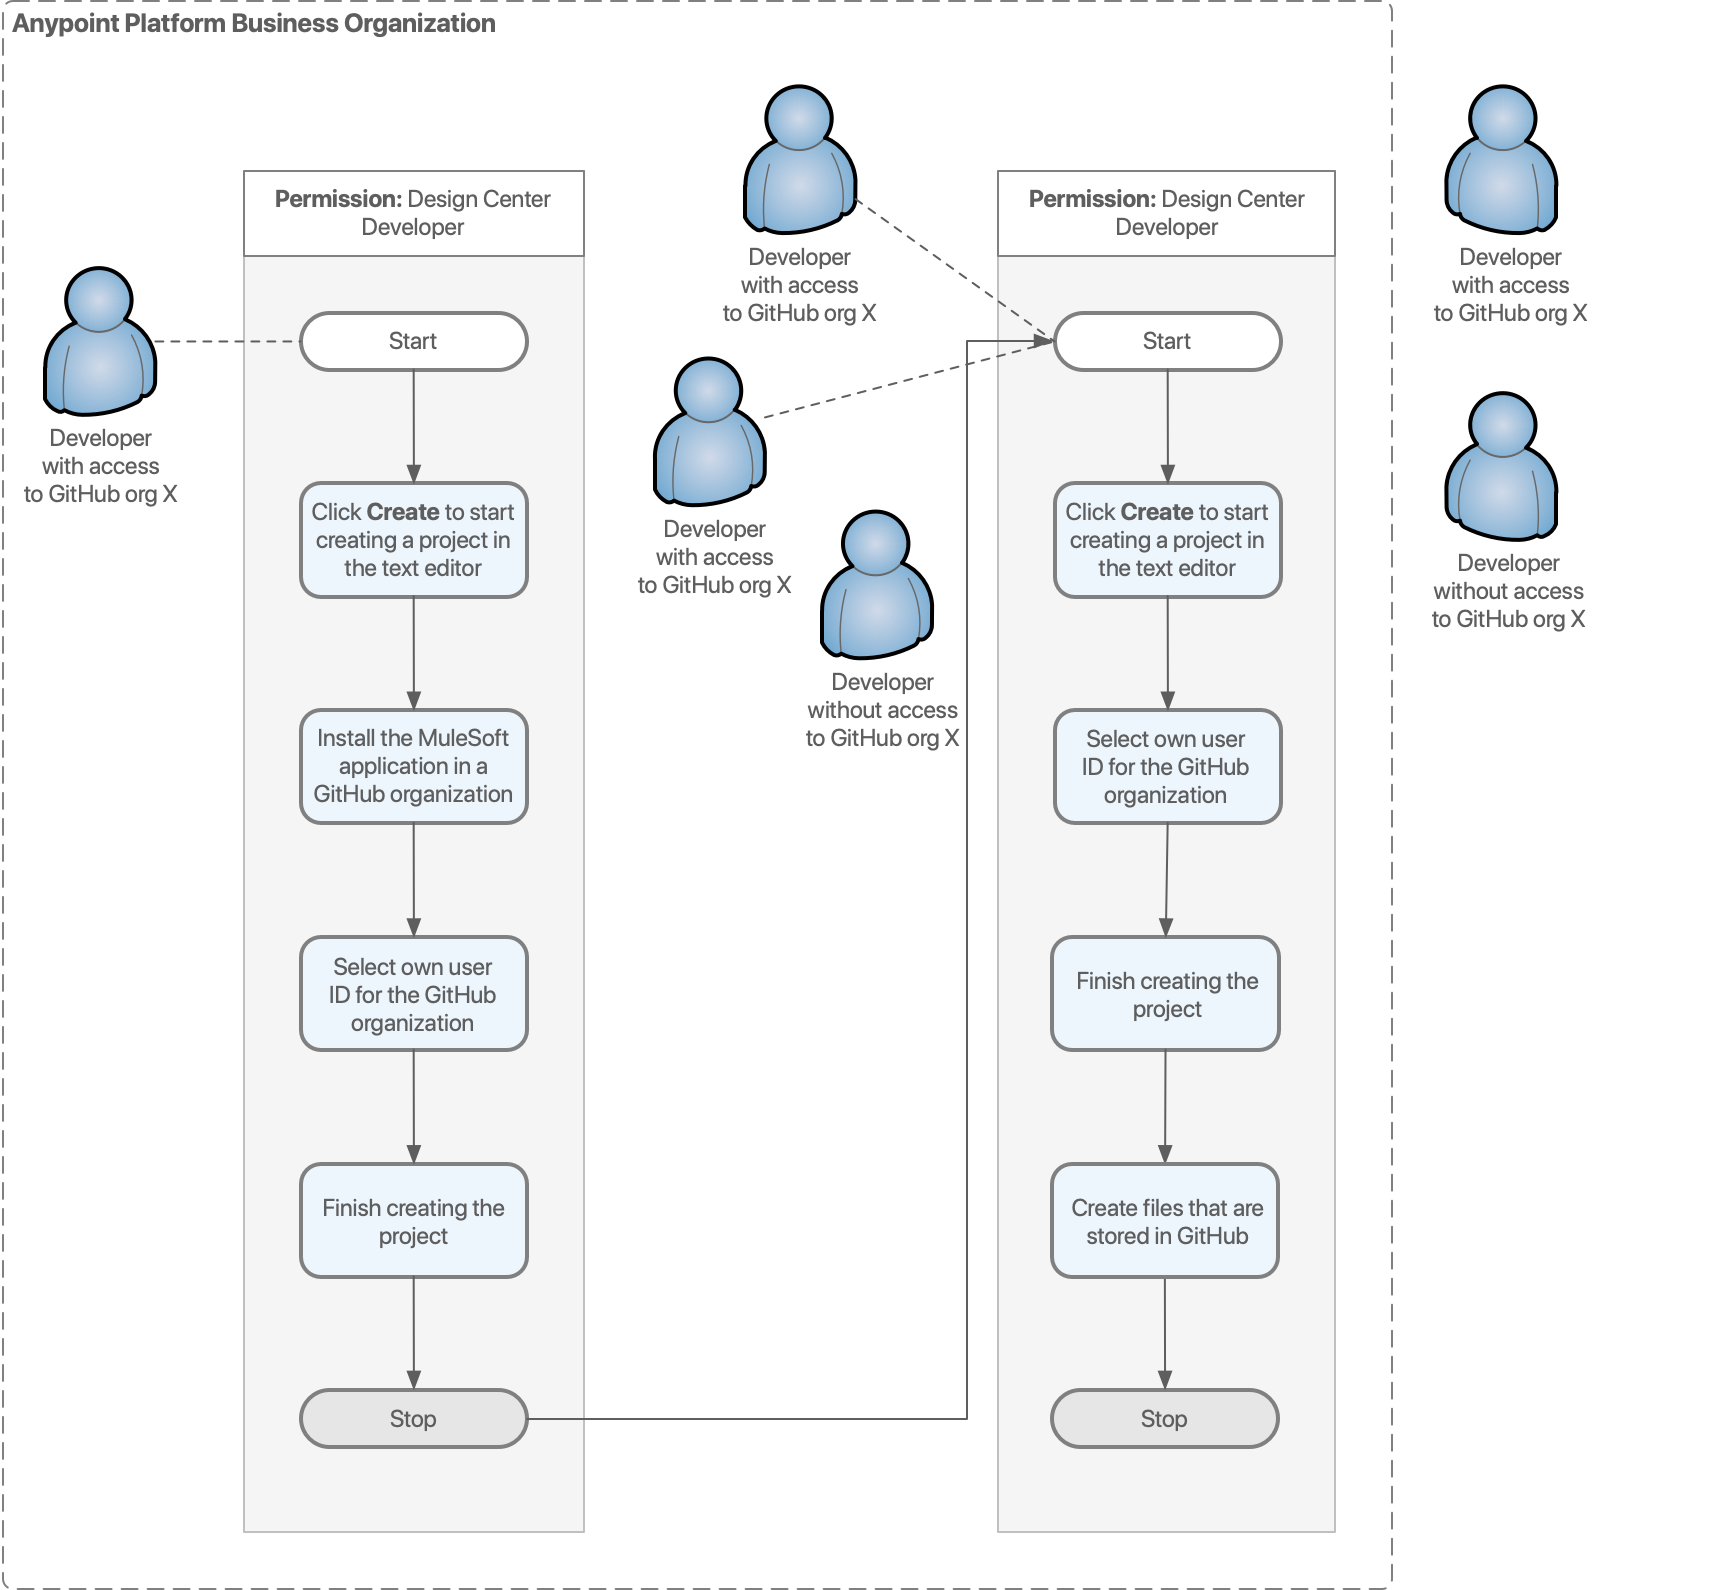 Anypoint Platform Business Organization
Developer
with access
to GitHub org X
Permission: Design Center
Developer
Start
Click Create to start
creating a project in
the text editor
Install the MuleSoft
application in a
GitHub organization
Select own user
ID for the GitHub
organization
Finish creating the
project
Stop
Developer
with access
to GitHub org X
Developer
with access
to GitHub org X
Developer
without access
to GitHub org X
Permission: Design Center
Developer
Start
Click Create to start
creating a project in
the text editor
Select own user
ID for the GitHub
organization
Finish creating the
project
Create files that are
stored in GitHub
Stop
Developer
with access
to GitHub org X
Developer
without access
to GitHub org X